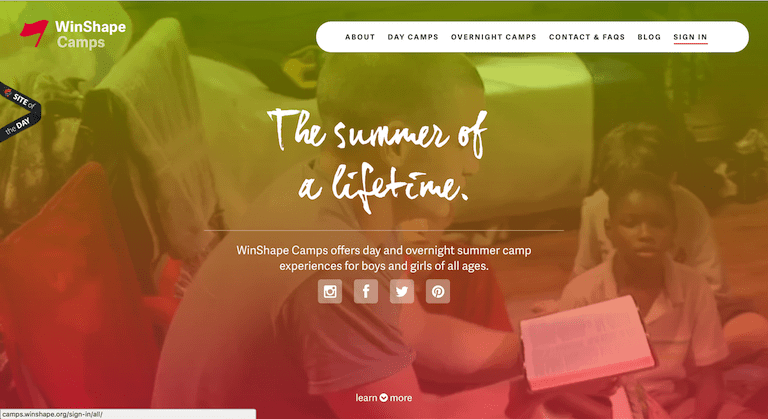 WinShape
Camps
ABOUT DAY CAMPS OVERNIGHT CAMPS CONTACT & FAQS BLOG SIGN IN
SITE of
the DAY
The summer of
a lifetime.
WinShape Camps offers day and overnight summer camp
experiences for boys and girls of all ages.
learn more
camps.winshape.org/sign-in/all/